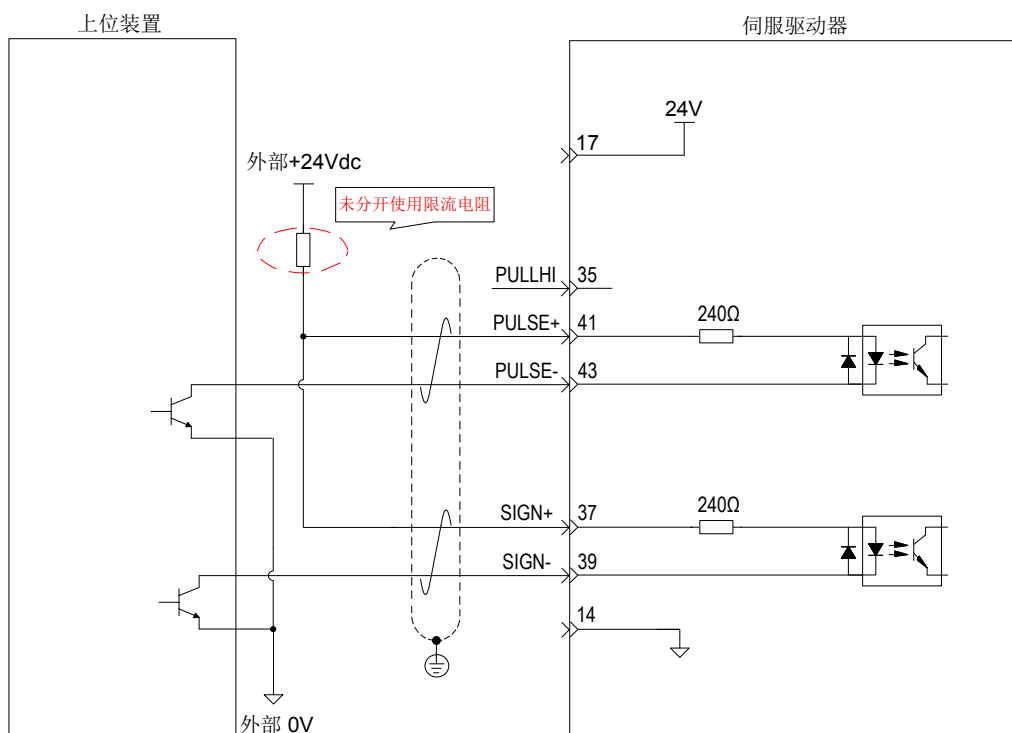 上位装置
伺服驱动器
24V
17
外部+24Vdc
未分开使用限流电阻
PULLHI
35
PULSE+
41
240Ω
PULSE-
43
SIGN+
37
240Ω
SIGN-
39
14
外部 0V